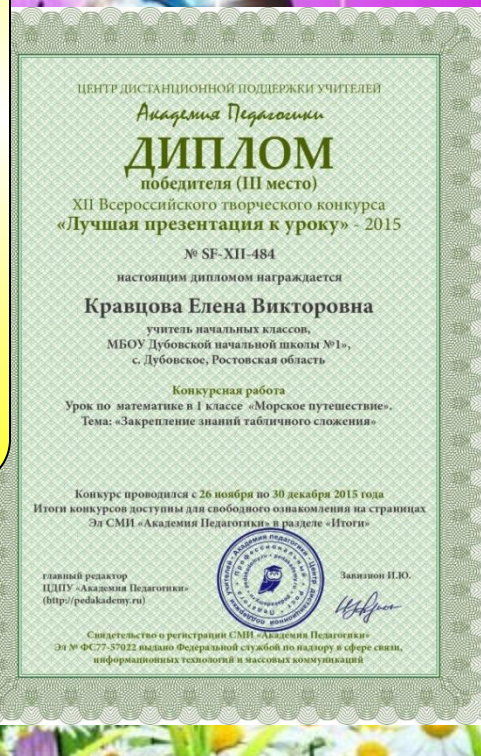 ЦЕНТР ДИСТАНЦИОННОЙ ПОДДЕРЖКИ УЧИТЕЛЕЙ
Академия Педагогики
ДИПЛОМ
победителя (III место)
XII Всероссийского творческого конкурса
«Лучшая презентация к уроку» - 2015
№ SF-XII-484
настоящим дипломом награждается
Кравцова Елена Викторовна
учитель начальных классов,
МБОУ Дубовской начальной школы №1»,
с. Дубовское, Ростовская область
Конкурсная работа
Урок по математике в 1 классе «Морское путешествие».
Тема: «Закрепление знаний табличного сложения»
Конкурс проводился с 26 ноября по 30 декабря 2015 года
Итоги конкурсов доступны для свободного ознакомления на страницах
Эл СМИ «Академия Педагогики» в разделе «Итоги»
главный редактор
ЦДПУ «Академия Педагогики»
(http://pedakademy.ru)
Завизион И.Ю.
Свидетельство о регистрации СМИ «Академия Педагогики»
Эл № ФС77-57022 выдано Федеральной службой по надзору в сфере связи,
информационных технологий и массовых коммуникаций